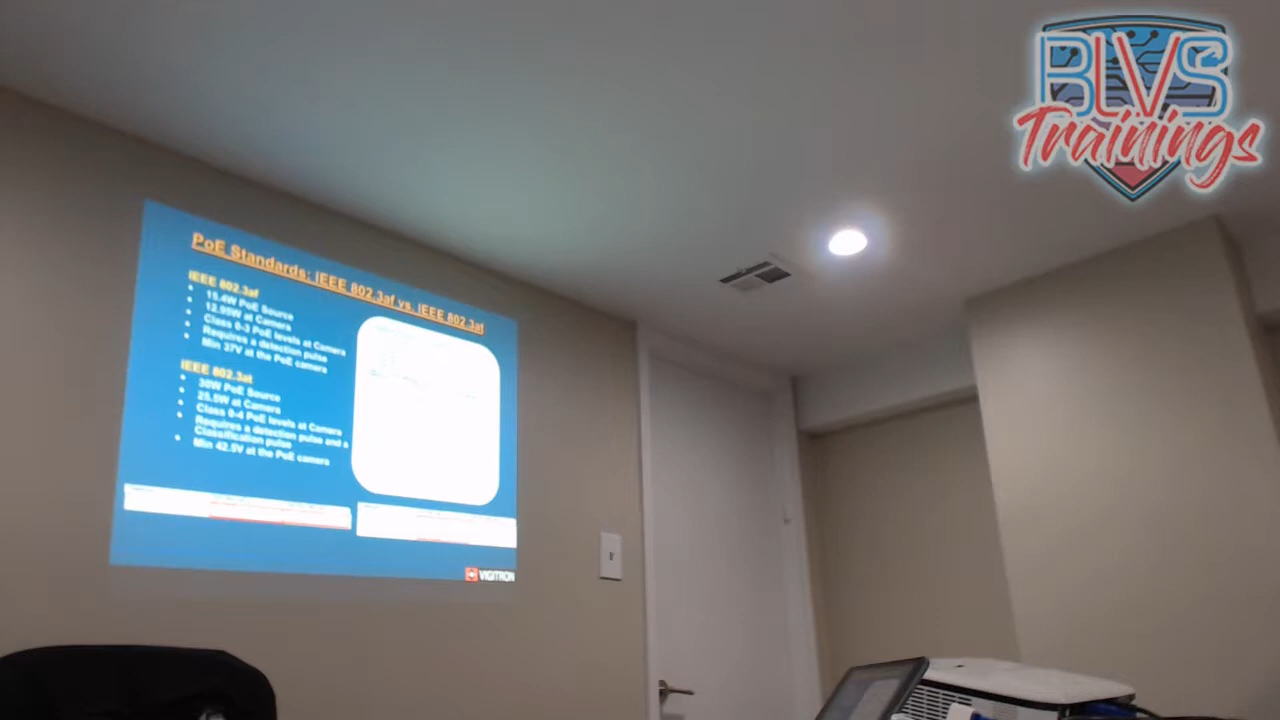 BLVS
Trainings
PoE Standards: IEEE 802.3af vs. IEEE 802.3at
IEEE 802.3af
15.4W PoE Source
12.95W at Camera
Class 0-3 PoE levels at Camera
Requires a detection pulse
Min 37V at the PoE camera
IEEE 802.3at
30W PoE Source
25.5W at Camera
Class 0-4 PoE levels at Camera
Requires a detection pulse and a
Classification pulse
Min 42.5V at the PoE camera
VIGITRON